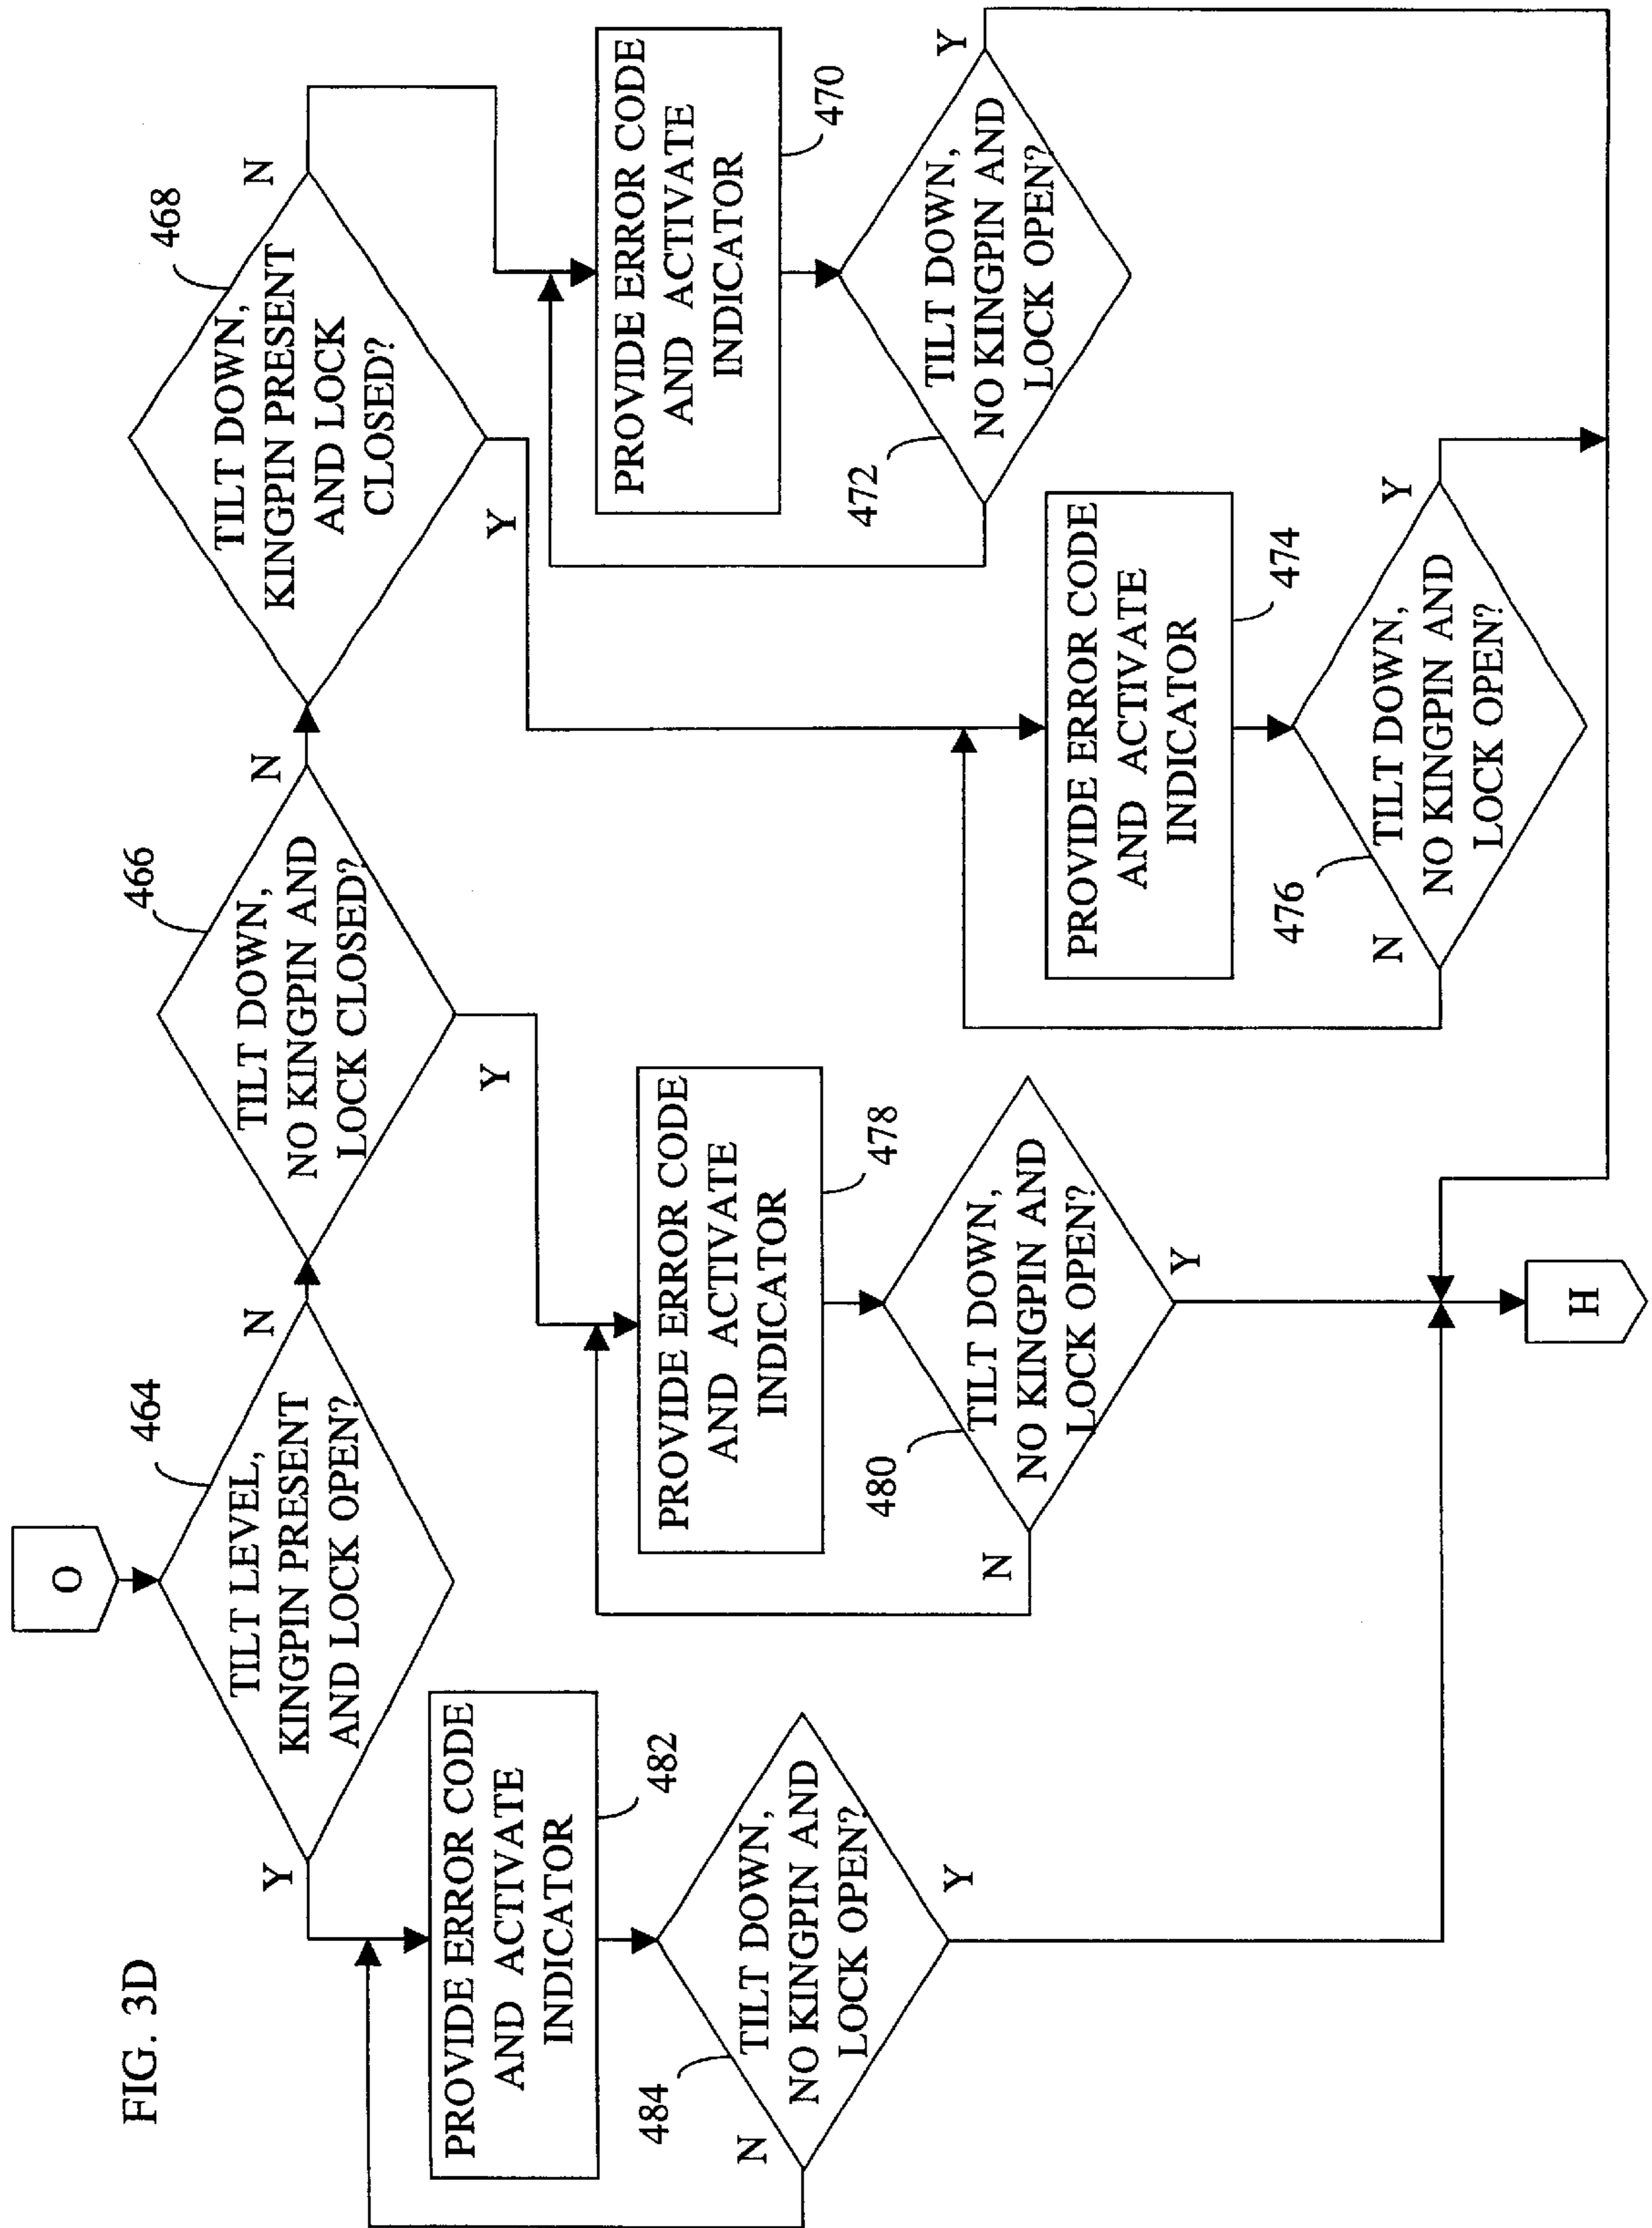 FIG. 3D
O
464
TILT LEVEL,
KINGPIN PRESENT
AND LOCK OPEN?
Y
N
466
TILT DOWN,
NO KINGPIN AND
LOCK CLOSED?
Y
N
468
TILT DOWN,
KINGPIN PRESENT
AND LOCK
CLOSED?
Y
N
PROVIDE ERROR CODE
AND ACTIVATE
INDICATOR
482
484
TILT DOWN,
NO KINGPIN AND
LOCK OPEN?
N
Y
PROVIDE ERROR CODE
AND ACTIVATE
INDICATOR
478
480
TILT DOWN,
NO KINGPIN AND
LOCK OPEN?
N
Y
PROVIDE ERROR CODE
AND ACTIVATE
INDICATOR
470
472
TILT DOWN,
NO KINGPIN AND
LOCK OPEN?
Y
PROVIDE ERROR CODE
AND ACTIVATE
INDICATOR
474
476
TILT DOWN,
NO KINGPIN AND
LOCK OPEN?
N
Y
H